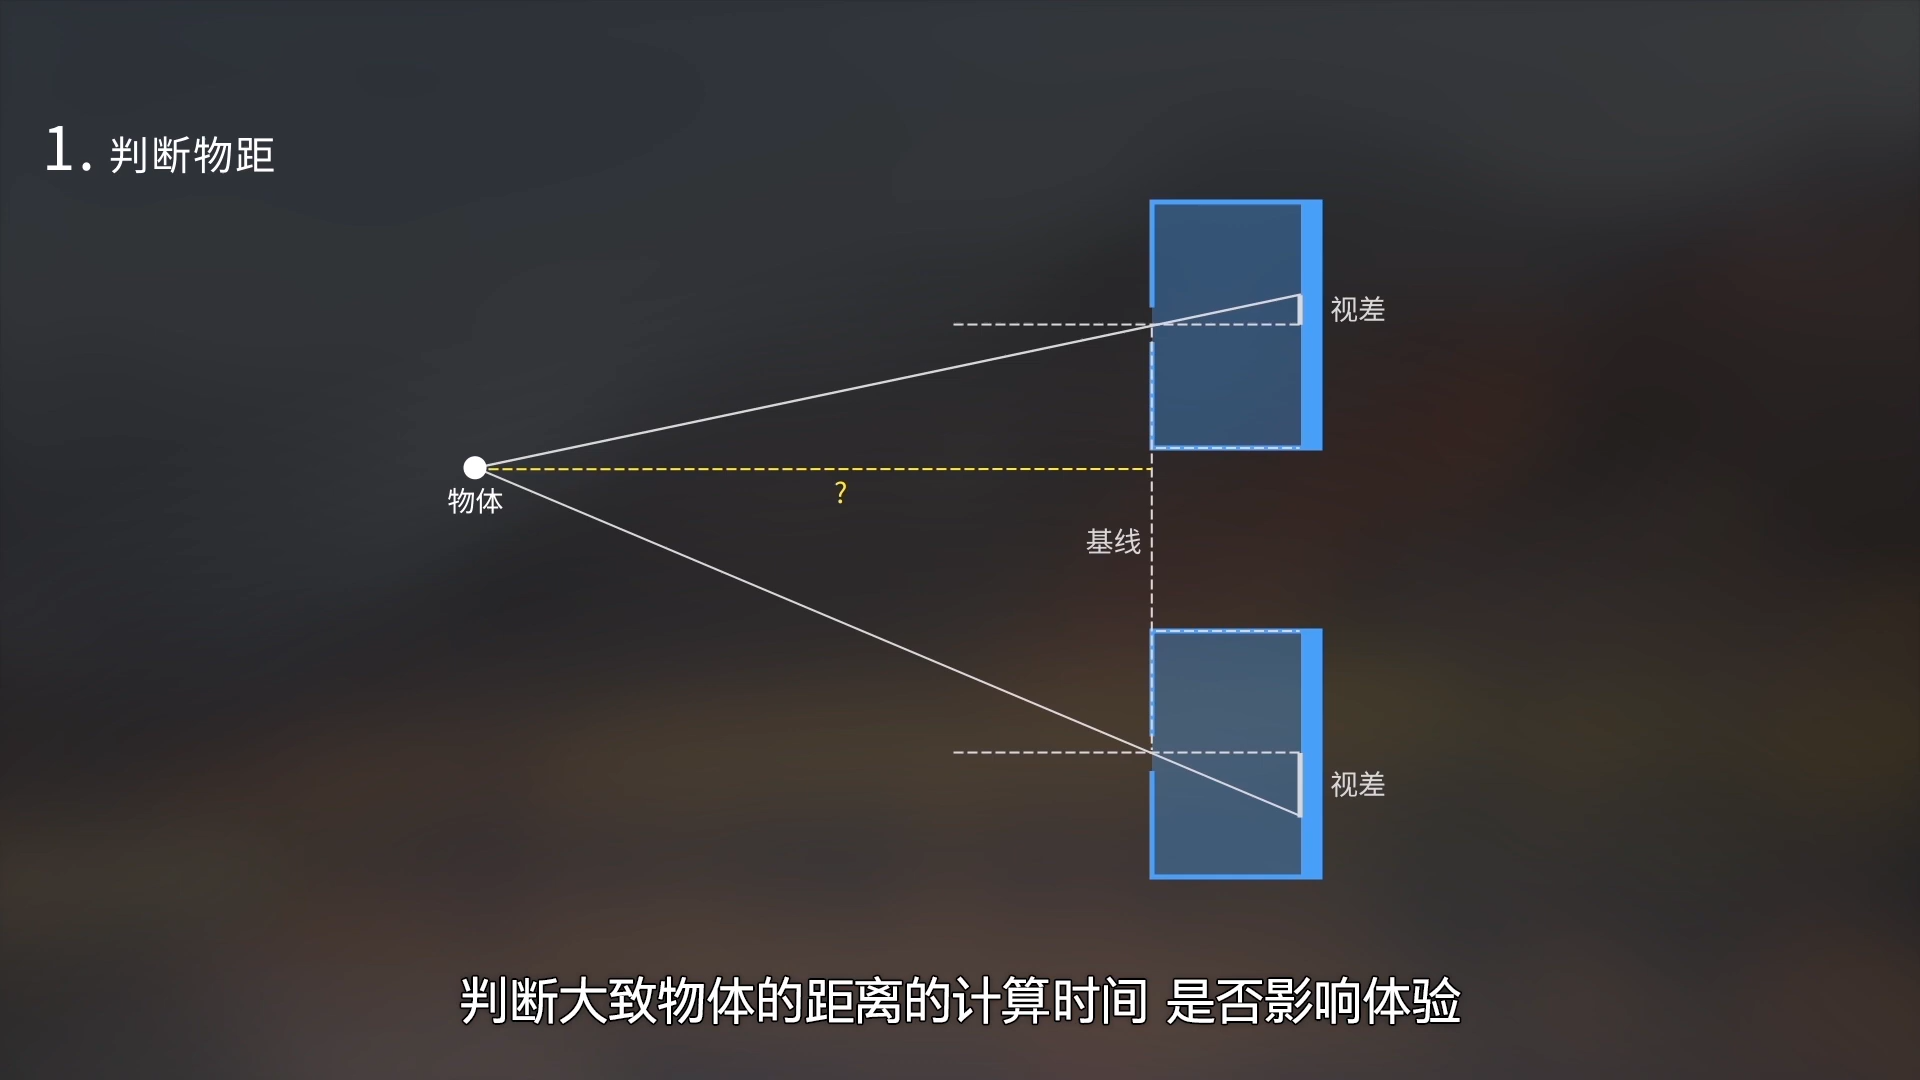 1. 判断物距
视差
物体
?
基线
视差
判断大致物体的距离的计算时间 是否影响体验